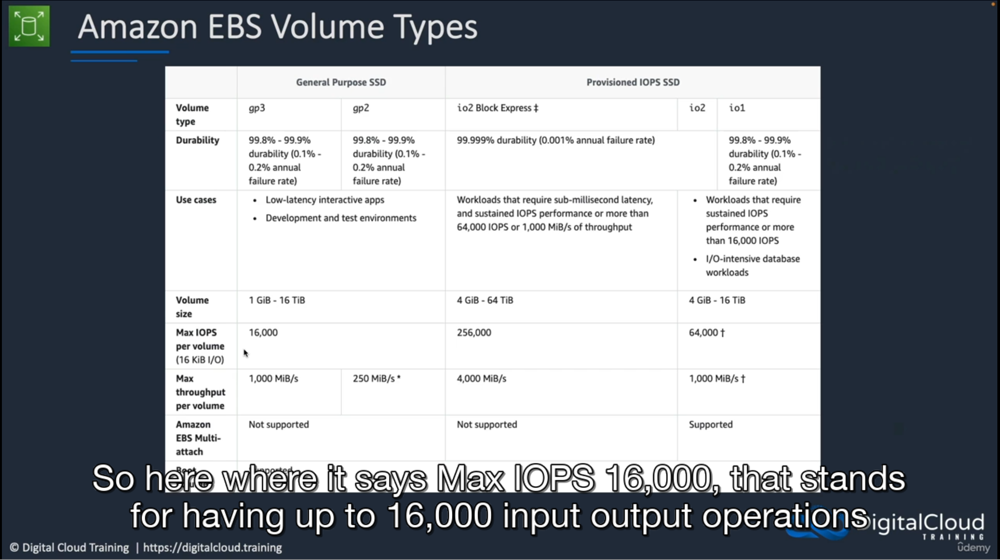 Amazon EBS Volume Types
General Purpose SSD
Provisioned IOPS SSD
Volume
type
gp3
gp2
io2 Block Express ‡
io2
io1
Durability
99.8% - 99.9%
durability (0.1% -
0.2% annual
failure rate)
99.8% - 99.9%
durability (0.1% -
0.2% annual
failure rate)
99.999% durability (0.001% annual failure rate)
99.8% - 99.9%
durability (0.1% -
0.2% annual
failure rate)
Use cases
• Low-latency interactive apps
• Development and test environments
Workloads that require sub-millisecond latency,
and sustained IOPS performance or more than
64,000 IOPS or 1,000 MiB/s of throughput
• Workloads that require
sustained IOPS
performance or more
than 16,000 IOPS
• I/O-intensive database
workloads
Volume
size
1 GiB - 16 TiB
4 GiB - 64 TiB
4 GiB - 16 TiB
Max IOPS
per volume
(16 KiB I/O)
16,000
256,000
64,000 †
Max
throughput
per volume
1,000 MiB/s
250 MiB/s *
4,000 MiB/s
1,000 MiB/s †
Amazon
EBS Multi-
attach
Not supported
Not supported
Supported
Boot
Supported
So here where it says Max IOPS 16,000, that stands
for having up to 16,000 input output operations
DigitalCloud
TRAINING
© Digital Cloud Training | https://digitalcloud.training
ûdemy